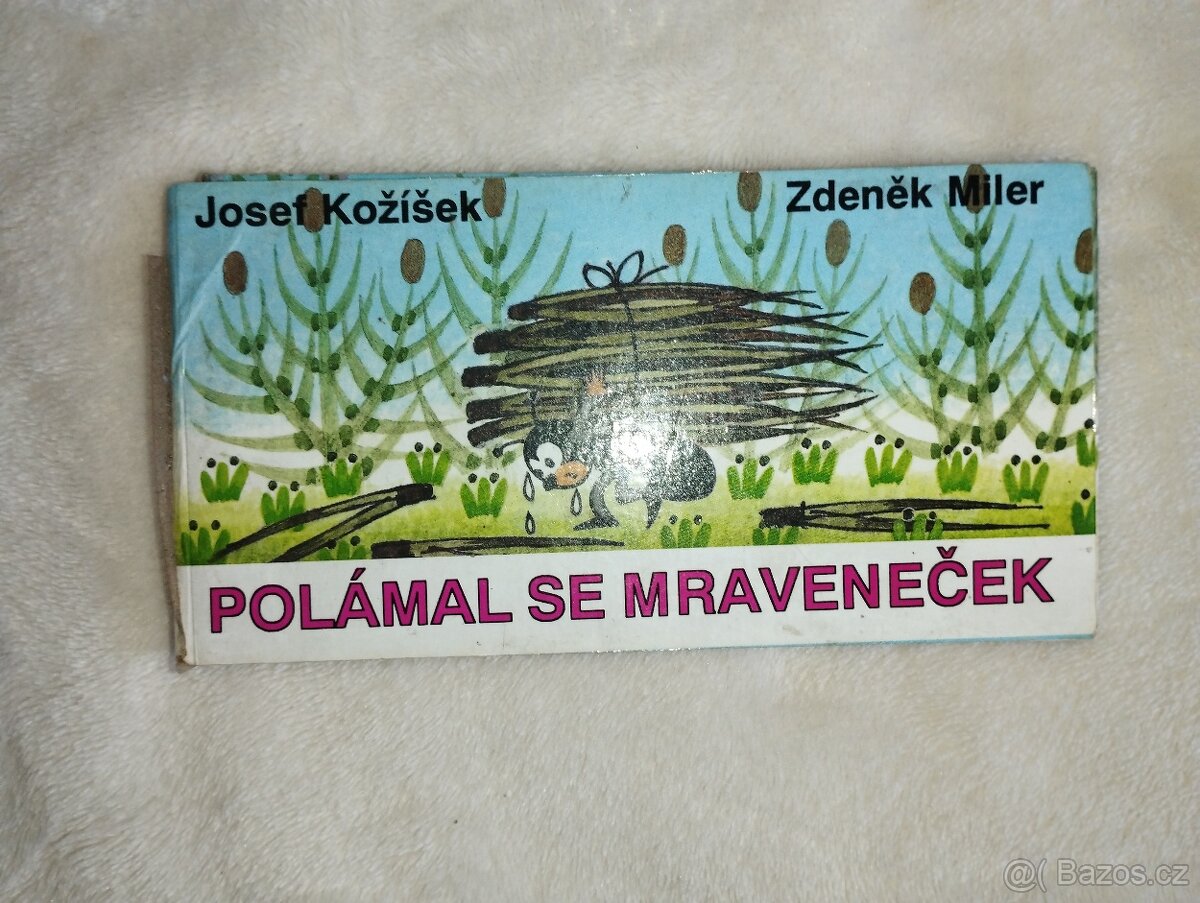 Josef Kožíšek
Zdeněk Miler
POLÁMAL SE MRAVENEČEK
@( Bazos.cz